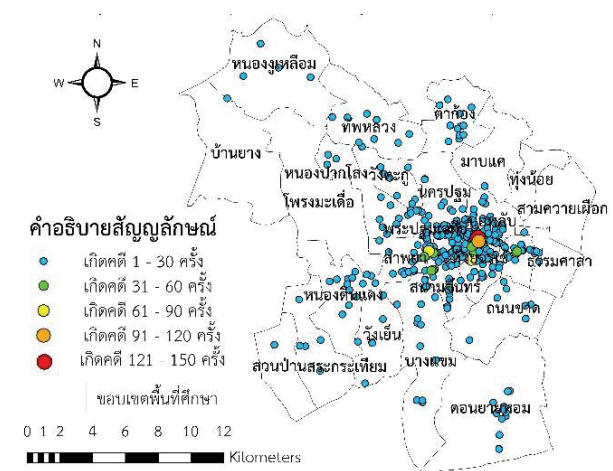 N
W E
S
หนองงูเหลือม
ตาก้อง
ทัพหลวง
บ้านยาง
มาบแค
หนองปากโลง
วังตะกู
ทุ่งน้อย
นครปฐม
โพรงมะเดื่อ
สามควายเผือก
คำอธิบายสัญญลักษณ์
ลำพยา
ธรรมศาลา
เกิดคดี 1 - 30 ครั้ง
สนามจันทร์
เกิดคดี 31 - 60 ครั้ง
หนองดินแดง
ถนนขาด
เกิดคดี 61 - 90 ครั้ง
เกิดคดี 91 - 120 ครั้ง
วังเย็น
เกิดคดี 121 - 150 ครั้ง
บางแขม
สวนป่าน
สระกระเทียม
ขอบเขตพื้นที่ศึกษา
ดอนยายหอม
0 1 2 4 6 8 10 12
Kilometers